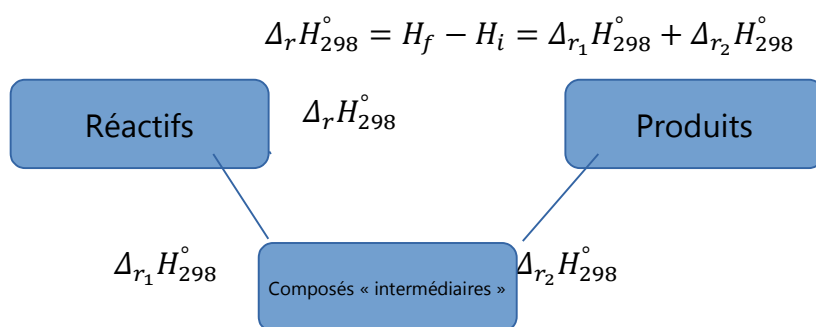 Δ_r H°_298 = H_f − H_i = Δ_r₁ H°_298 + Δ_r₂ H°_298
Réactifs
Δ_r H°_298
Produits
Δ_r₁ H°_298
Composés « intermédiaires »
Δ_r₂ H°_298